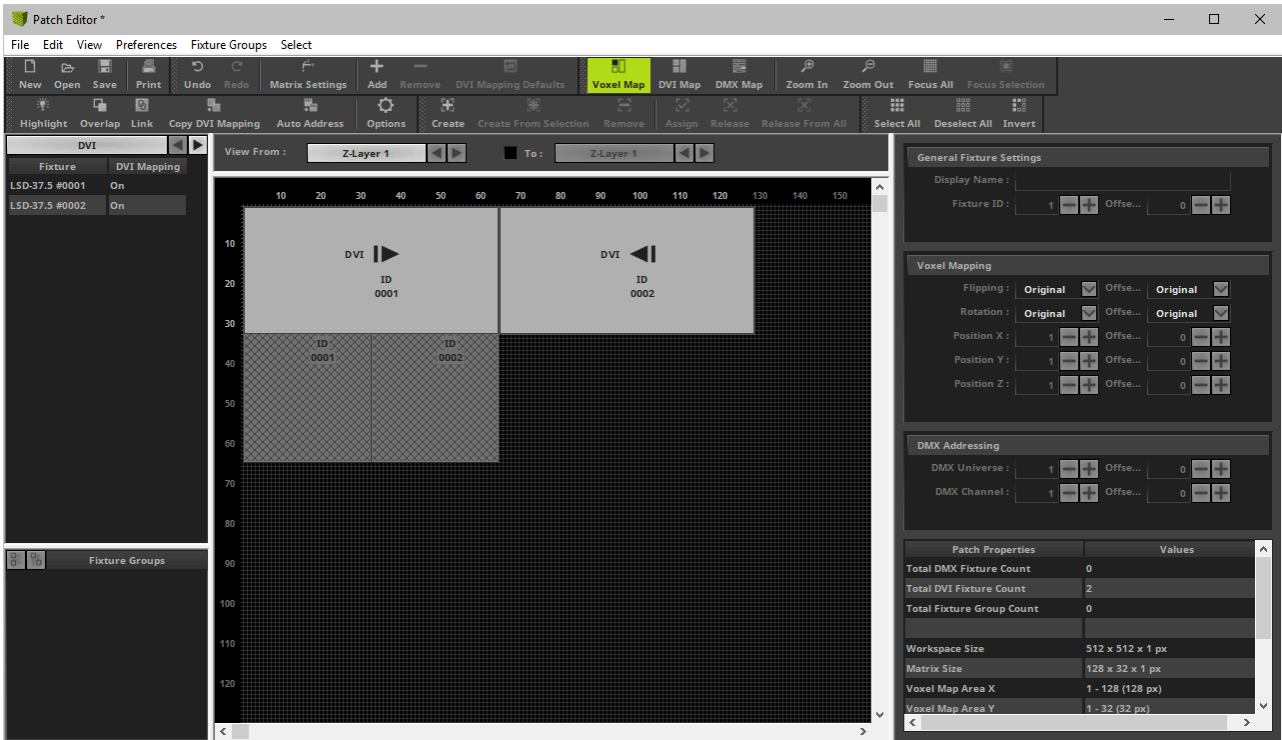 Patch Editor *
File Edit View Preferences Fixture Groups Select
New Open Save Print Undo Redo Matrix Settings Add Remove DVI Mapping Defaults Voxel Map DVI Map DMX Map Zoom In Zoom Out Focus All Focus Selection
Highlight Overlap Link Copy DVI Mapping Auto Address Options Create Create From Selection Remove Assign Release Release From All Select All Deselect All Invert
DVI
Fixture DVI Mapping
LSD-37.5 #0001 On
LSD-37.5 #0002 On
Fixture Groups
View From : Z-Layer 1 To : Z-Layer 1
10 20 30 40 50 60 70 80 90 100 110 120 130 140 150
10
20
30
40
50
60
70
80
90
100
110
120
DVI
ID
0001
DVI
ID
0002
ID
0001
ID
0002
General Fixture Settings
Display Name :
Fixture ID : 1 Offse... 0
Voxel Mapping
Flipping : Original Offse... Original
Rotation : Original Offse... Original
Position X : 1 Offse... 0
Position Y : 1 Offse... 0
Position Z : 1 Offse... 0
DMX Addressing
DMX Universe : 1 Offse... 0
DMX Channel : 1 Offse... 0
Patch Properties Values
Total DMX Fixture Count 0
Total DVI Fixture Count 2
Total Fixture Group Count 0
Workspace Size 512 x 512 x 1 px
Matrix Size 128 x 32 x 1 px
Voxel Map Area X 1 - 128 (128 px)
Voxel Map Area Y 1 - 32 (32 px)